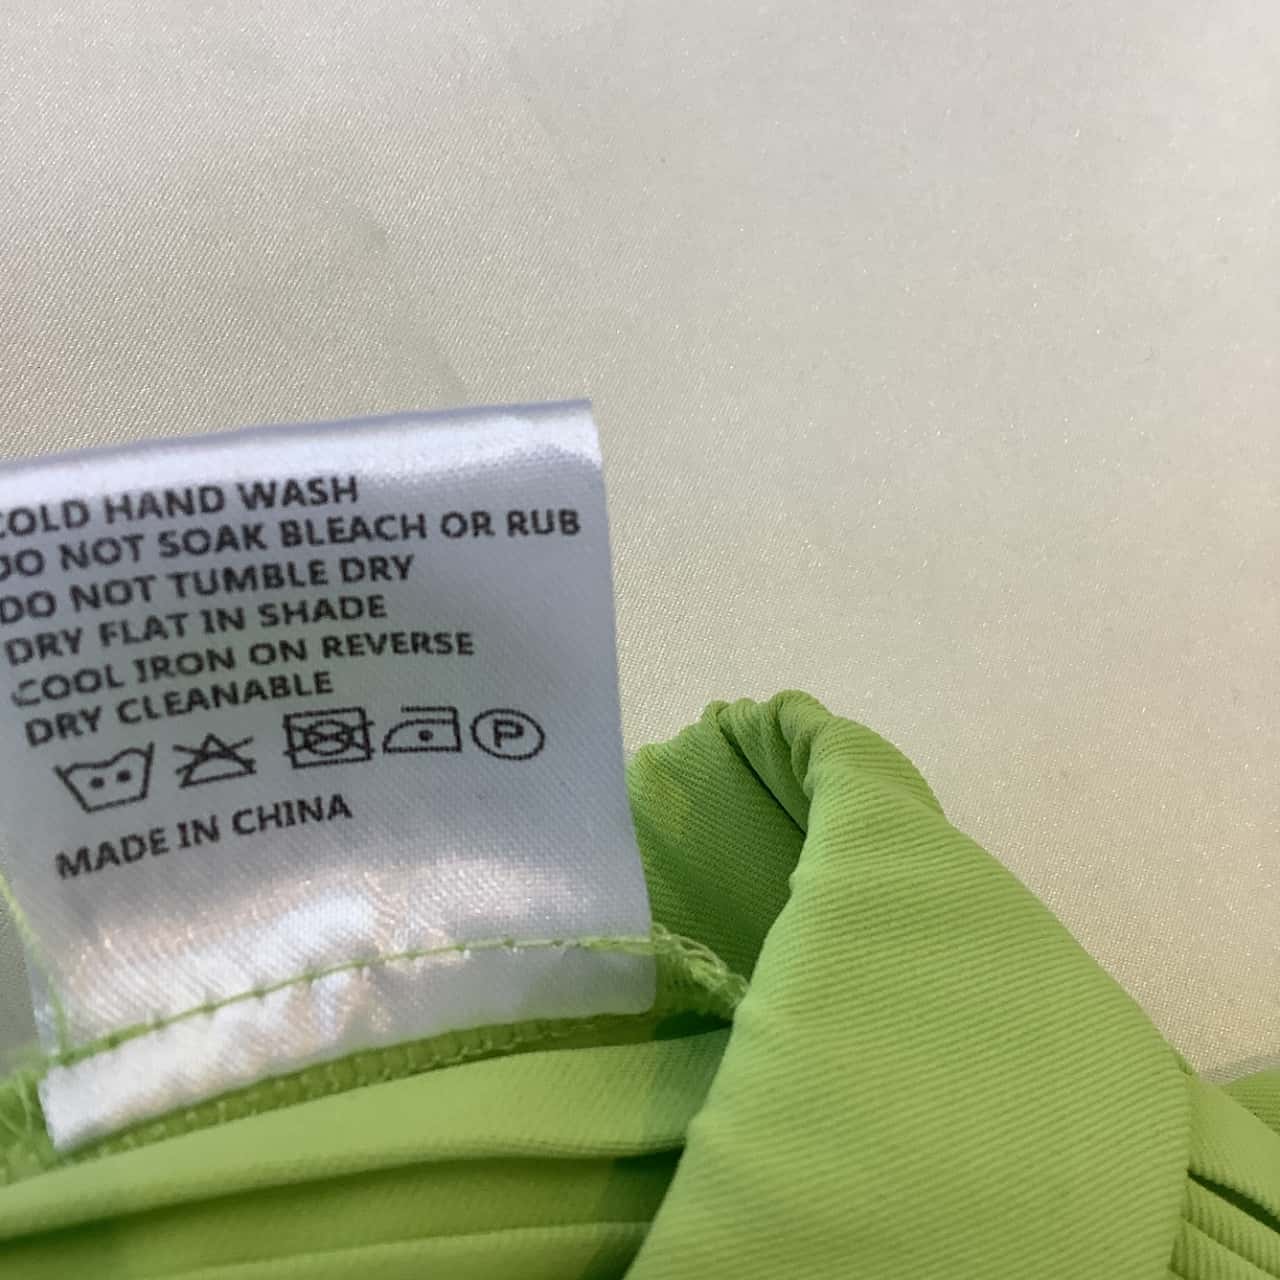 COLD HAND WASH
DO NOT SOAK BLEACH OR RUB
DO NOT TUMBLE DRY
DRY FLAT IN SHADE
COOL IRON ON REVERSE
DRY CLEANABLE
P
MADE IN CHINA